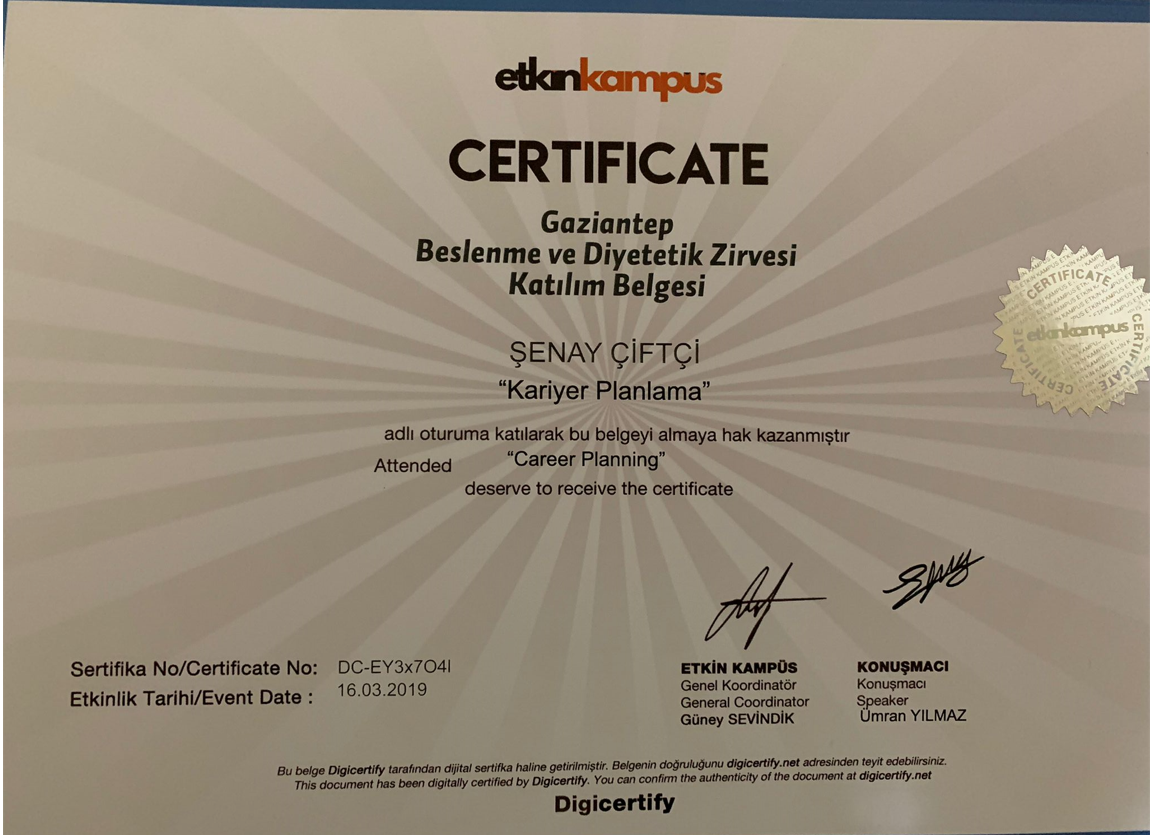 etkinkampus
CERTIFICATE
Gaziantep
Beslenme ve Diyetetik Zirvesi
Katılım Belgesi
ŞENAY ÇİFTÇİ
“Kariyer Planlama”
adlı oturuma katılarak bu belgeyi almaya hak kazanmıştır
Attended “Career Planning”
deserve to receive the certificate
CERTIFICATE
etkinkampus
CERTIFICATE
CERTIFICATE
CERTIFICATE
Sertifika No/Certificate No: DC-EY3x7O4I
Etkinlik Tarihi/Event Date : 16.03.2019
ETKİN KAMPÜS
Genel Koordinatör
General Coordinator
Güney SEVİNDİK
KONUŞMACI
Konuşmacı
Speaker
Ümran YILMAZ
Bu belge Digicertify tarafından dijital sertifka haline getirilmiştir. Belgenin doğruluğunu digicertify.net adresinden teyit edebilirsiniz.
This document has been digitally certified by Digicertify. You can confirm the authenticity of the document at digicertify.net
Digicertify